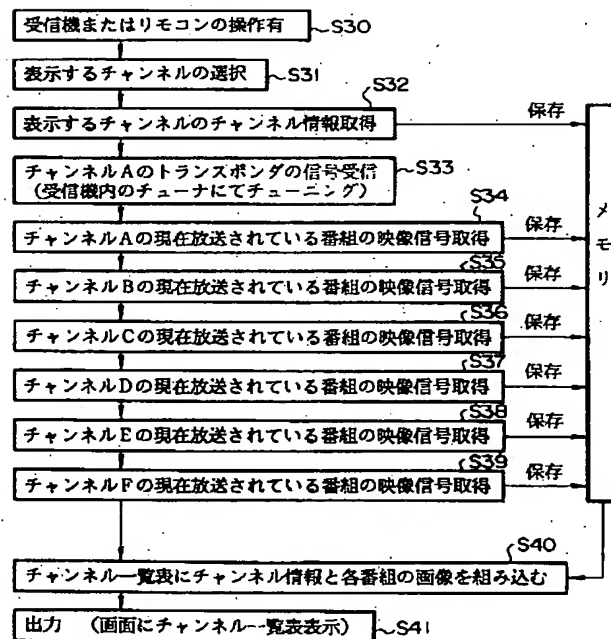 受信機またはリモコンの操作有
S30
表示するチャンネルの選択
S31
S32
表示するチャンネルのチャンネル情報取得
保存
チャンネルAのトランスポンダの信号受信
(受信機内のチューナにてチューニング)
S33
S34
チャンネルAの現在放送されている番組の映像信号取得
保存
S35
チャンネルBの現在放送されている番組の映像信号取得
保存
S36
チャンネルCの現在放送されている番組の映像信号取得
保存
S37
チャンネルDの現在放送されている番組の映像信号取得
保存
S38
チャンネルEの現在放送されている番組の映像信号取得
保存
S39
チャンネルFの現在放送されている番組の映像信号取得
保存
メモリ
S40
チャンネル一覧表にチャンネル情報と各番組の画像を組み込む
出力 (画面にチャンネル一覧表表示)
S41